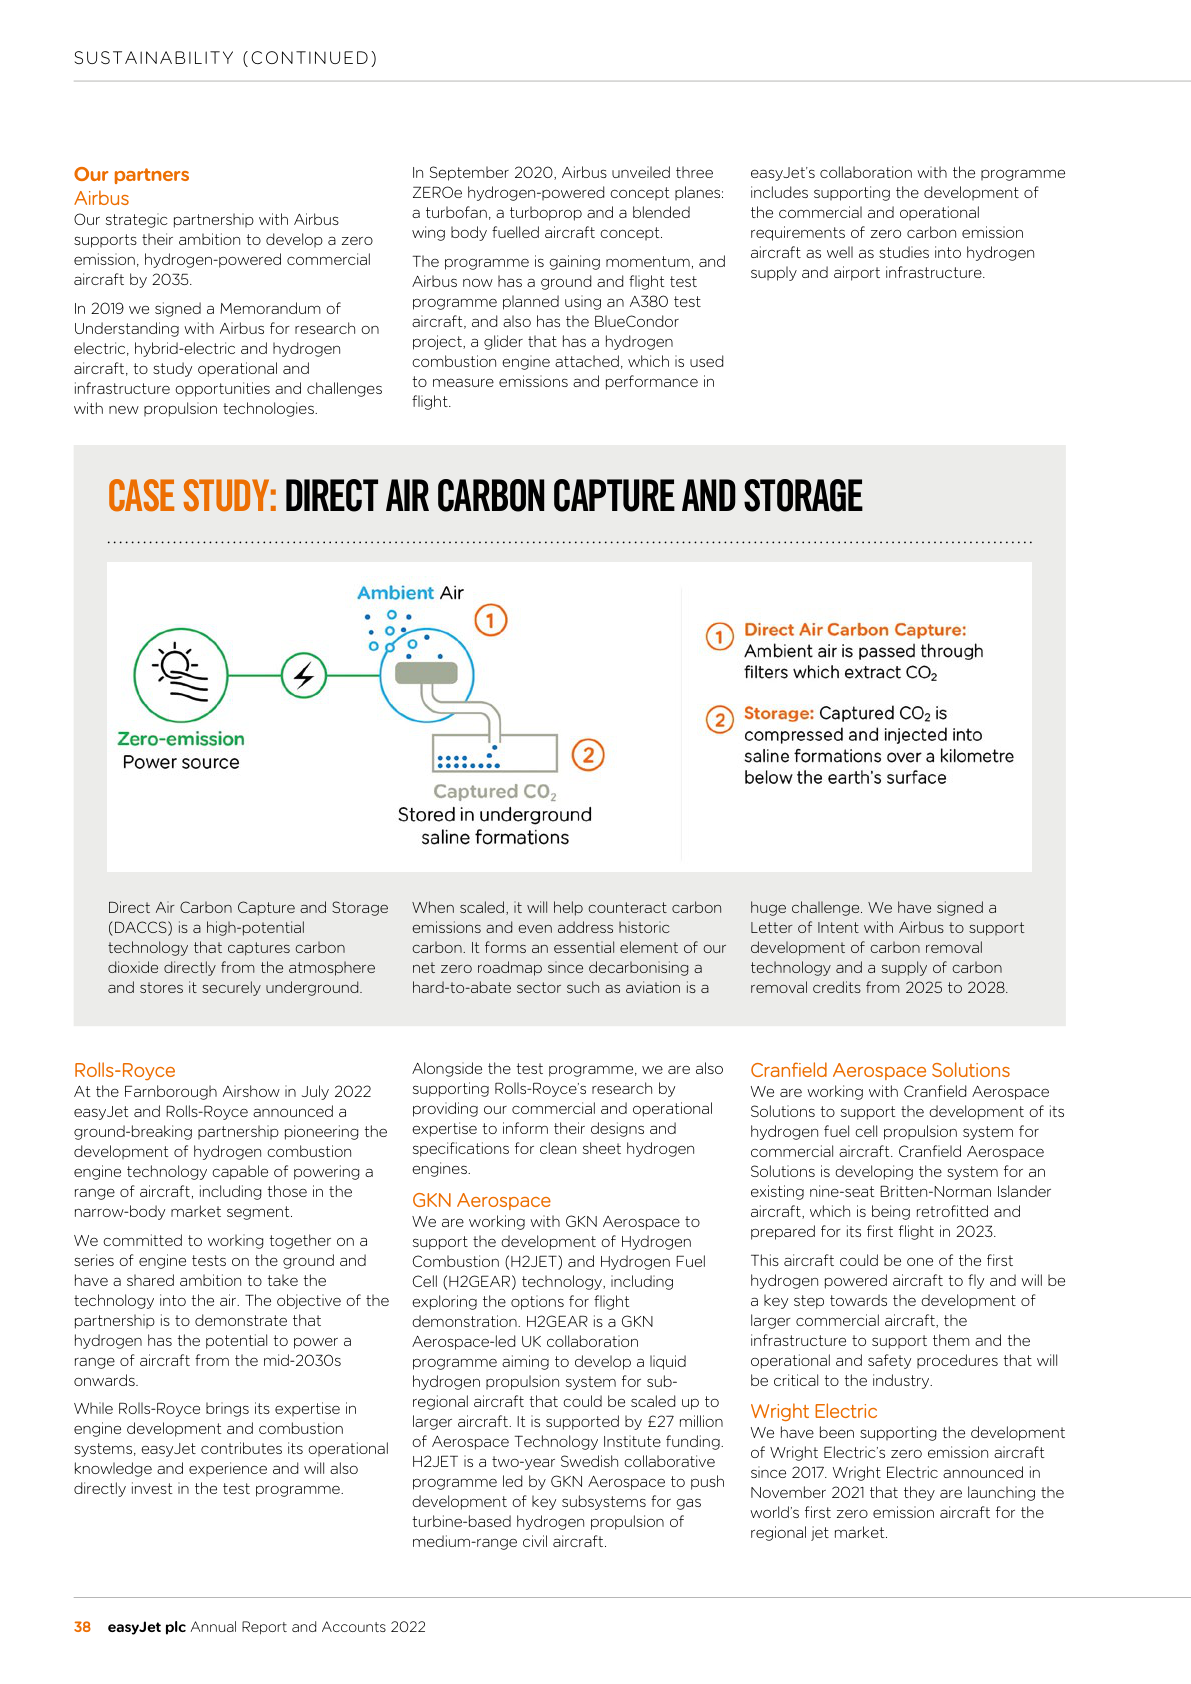 SUSTAINABILITY (CONTINUED)
Our partners
Airbus
Our strategic partnership with Airbus
supports their ambition to develop a zero
emission, hydrogen-powered commercial
aircraft by 2035.
In 2019 we signed a Memorandum of
Understanding with Airbus for research on
electric, hybrid-electric and hydrogen
aircraft, to study operational and
infrastructure opportunities and challenges
with new propulsion technologies.
In September 2020, Airbus unveiled three
ZEROe hydrogen-powered concept planes:
a turbofan, a turboprop and a blended
wing body fuelled aircraft concept.
The programme is gaining momentum, and
Airbus now has a ground and flight test
programme planned using an A380 test
aircraft, and also has the BlueCondor
project, a glider that has a hydrogen
combustion engine attached, which is used
to measure emissions and performance in
flight.
easyJet's collaboration with the programme
includes supporting the development of
the commercial and operational
requirements of zero carbon emission
aircraft as well as studies into hydrogen
supply and airport infrastructure.
CASE STUDY: DIRECT AIR CARBON CAPTURE AND STORAGE
Ambient Air
1
Zero-emission
Power source
2
Captured CO₂
Stored in underground
saline formations
1 Direct Air Carbon Capture:
Ambient air is passed through
filters which extract CO₂
2 Storage: Captured CO₂ is
compressed and injected into
saline formations over a kilometre
below the earth's surface
Direct Air Carbon Capture and Storage
(DACCS) is a high-potential
technology that captures carbon
dioxide directly from the atmosphere
and stores it securely underground.
When scaled, it will help counteract carbon
emissions and even address historic
carbon. It forms an essential element of our
net zero roadmap since decarbonising a
hard-to-abate sector such as aviation is a
huge challenge. We have signed a
Letter of Intent with Airbus to support
development of carbon removal
technology and a supply of carbon
removal credits from 2025 to 2028.
Rolls-Royce
At the Farnborough Airshow in July 2022
easyJet and Rolls-Royce announced a
ground-breaking partnership pioneering the
development of hydrogen combustion
engine technology capable of powering a
range of aircraft, including those in the
narrow-body market segment.
We committed to working together on a
series of engine tests on the ground and
have a shared ambition to take the
technology into the air. The objective of the
partnership is to demonstrate that
hydrogen has the potential to power a
range of aircraft from the mid-2030s
onwards.
While Rolls-Royce brings its expertise in
engine development and combustion
systems, easyJet contributes its operational
knowledge and experience and will also
directly invest in the test programme.
Alongside the test programme, we are also
supporting Rolls-Royce's research by
providing our commercial and operational
expertise to inform their designs and
specifications for clean sheet hydrogen
engines.
GKN Aerospace
We are working with GKN Aerospace to
support the development of Hydrogen
Combustion (H2JET) and Hydrogen Fuel
Cell (H2GEAR) technology, including
exploring the options for flight
demonstration. H2GEAR is a GKN
Aerospace-led UK collaboration
programme aiming to develop a liquid
hydrogen propulsion system for sub-
regional aircraft that could be scaled up to
larger aircraft. It is supported by £27 million
of Aerospace Technology Institute funding.
H2JET is a two-year Swedish collaborative
programme led by GKN Aerospace to push
development of key subsystems for gas
turbine-based hydrogen propulsion of
medium-range civil aircraft.
Cranfield Aerospace Solutions
We are working with Cranfield Aerospace
Solutions to support the development of its
hydrogen fuel cell propulsion system for
commercial aircraft. Cranfield Aerospace
Solutions is developing the system for an
existing nine-seat Britten-Norman Islander
aircraft, which is being retrofitted and
prepared for its first flight in 2023.
This aircraft could be one of the first
hydrogen powered aircraft to fly and will be
a key step towards the development of
larger commercial aircraft, the
infrastructure to support them and the
operational and safety procedures that will
be critical to the industry.
Wright Electric
We have been supporting the development
of Wright Electric's zero emission aircraft
since 2017. Wright Electric announced in
November 2021 that they are launching the
world's first zero emission aircraft for the
regional jet market.
38 easyJet plc Annual Report and Accounts 2022